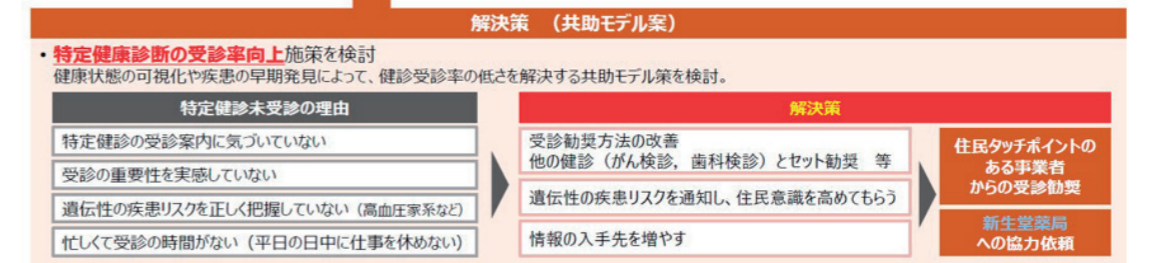 解決策 （共助モデル案）
・特定健康診断の受診率向上施策を検討
健康状態の可視化や疾患の早期発見によって、健診受診率の低さを解決する共助モデル策を検討。
特定健診未受診の理由
特定健診の受診案内に気づいていない
受診の重要性を実感していない
遺伝性の疾患リスクを正しく把握していない（高血圧家系など）
忙しくて受診の時間がない（平日の日中に仕事を休めない）
解決策
受診勧奨方法の改善
他の健診（がん検診，歯科検診）とセット勧奨 等
遺伝性の疾患リスクを通知し、住民意識を高めてもらう
情報の入手先を増やす
住民タッチポイントの
ある事業者
からの受診勧奨
新生堂薬局
への協力依頼